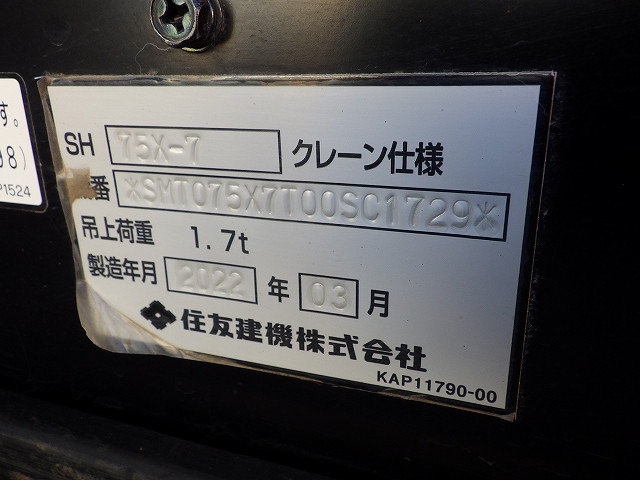 す。
98)
P1524
SH 75X-7 クレーン仕様
番 *SMT075X7T00SC1729*
吊上荷重 1.7t
製造年月 2022 年 03 月
住友建機株式会社
KAP11790-00